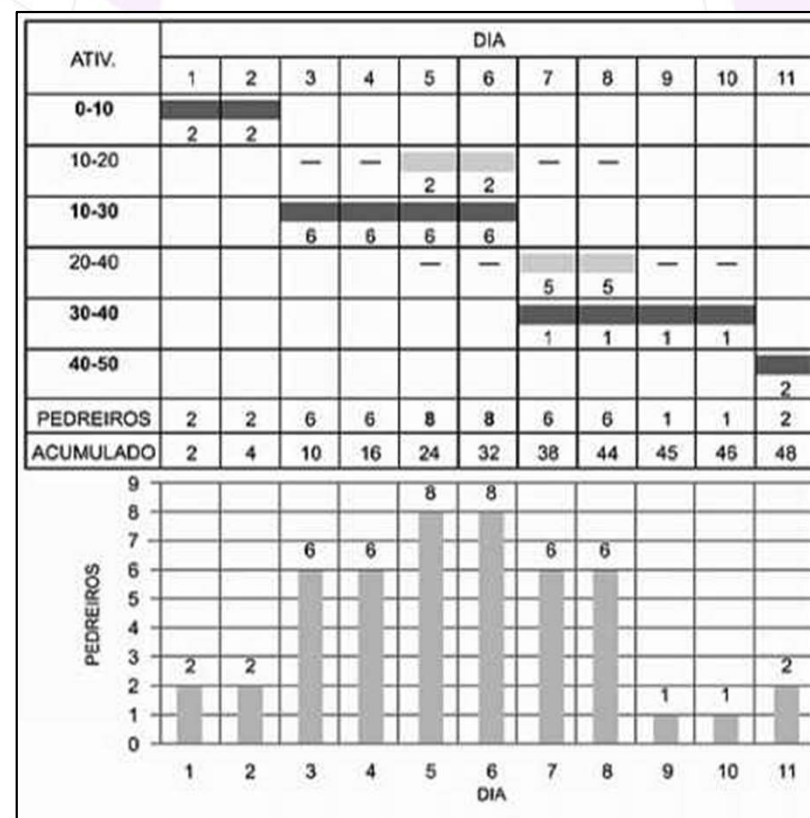 ATIV. DIA
1 2 3 4 5 6 7 8 9 10 11
0-10
2 2
10-20 — — — —
2 2
10-30
6 6 6 6
20-40 — — — —
5 5
30-40
1 1 1 1
40-50
2
PEDREIROS 2 2 6 6 8 8 6 6 1 1 2
ACUMULADO 2 4 10 16 24 32 38 44 45 46 48
PEDREIROS
9
8
7
6
5
4
3
2
1
0
2 2 6 6 8 8 6 6 1 1 2
1 2 3 4 5 6 7 8 9 10 11
DIA